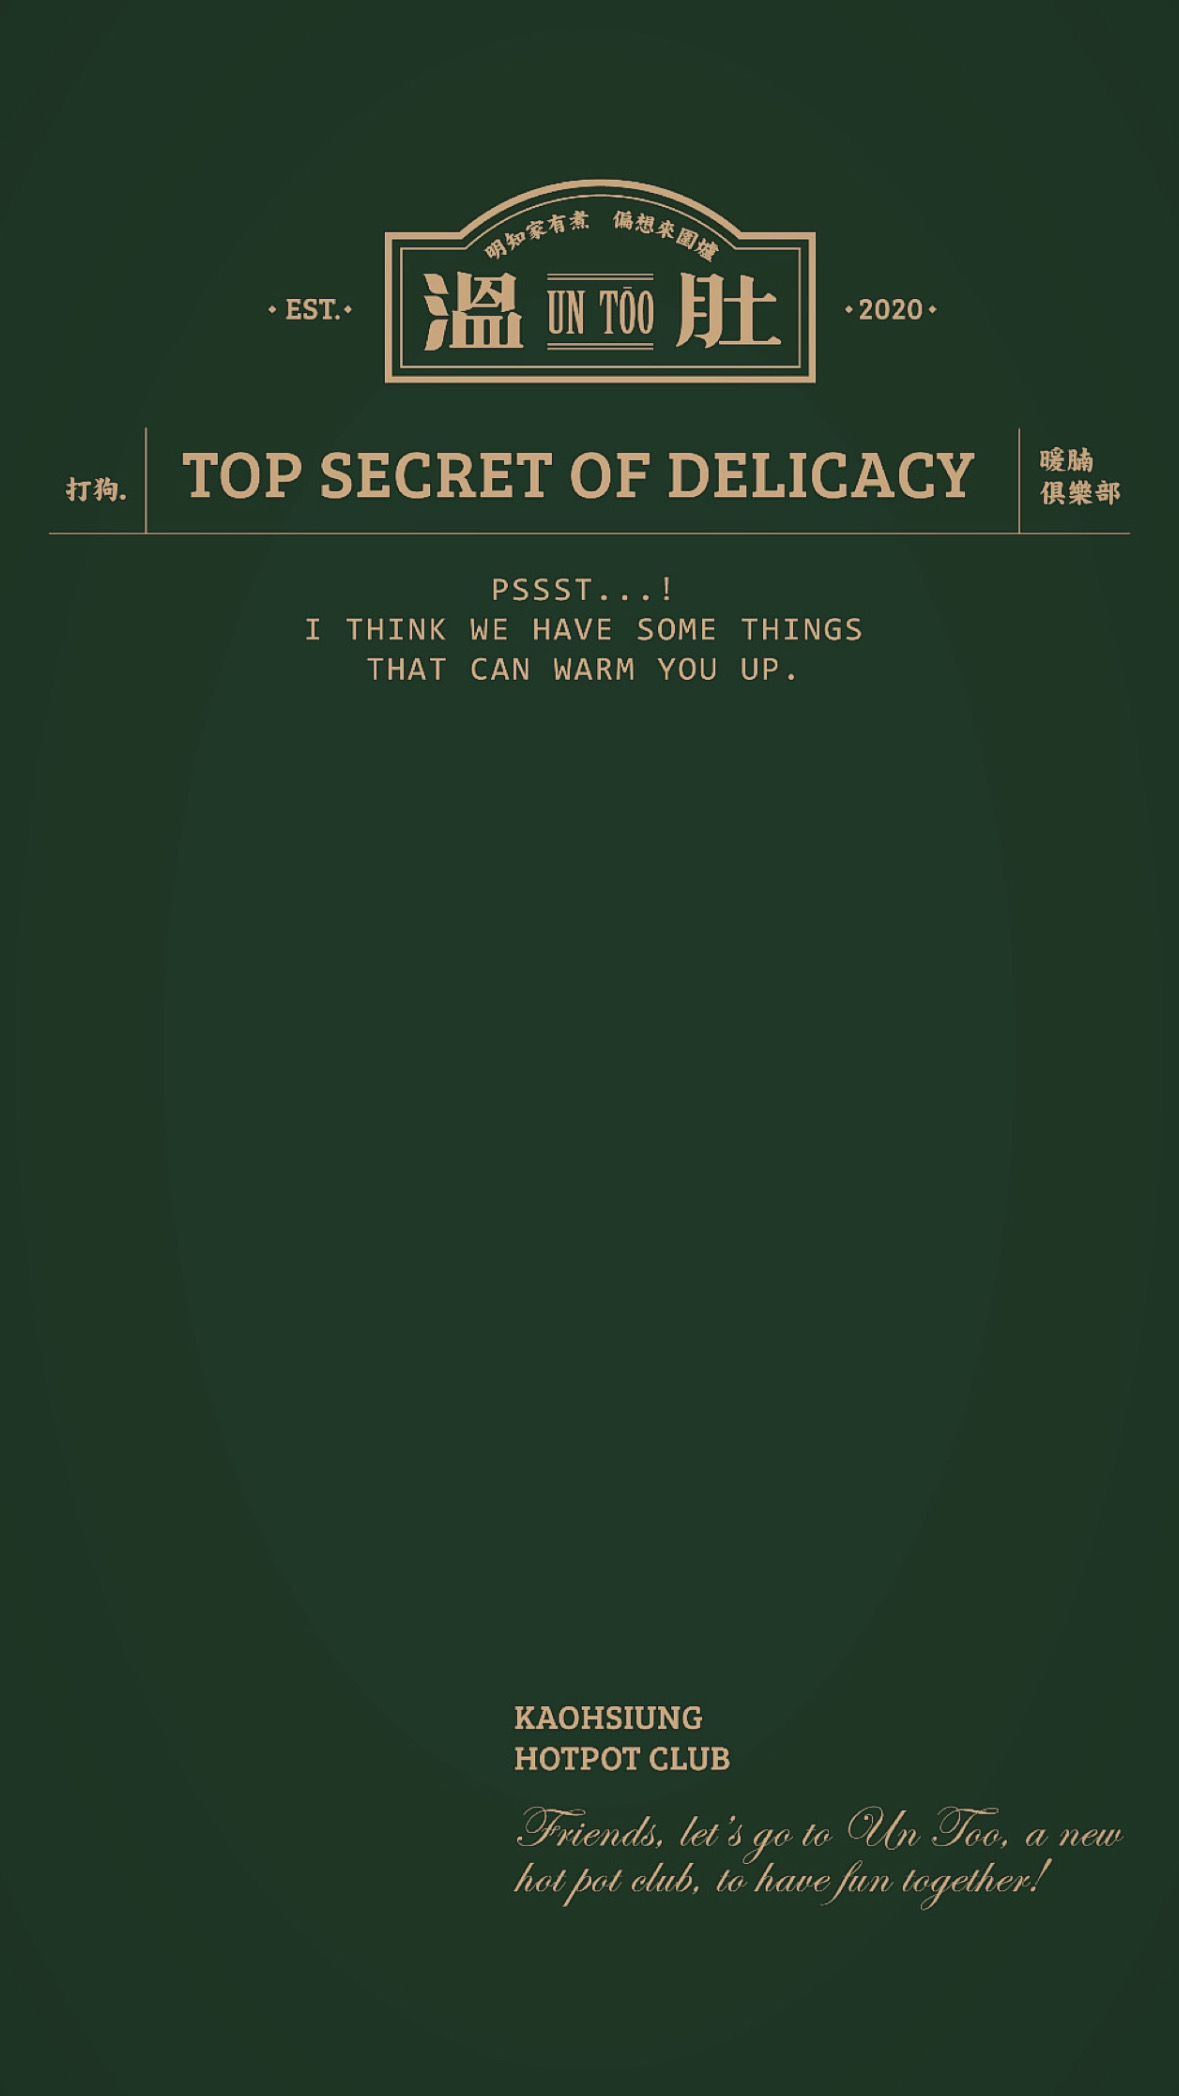 明知家有煮 偏想來圍爐
· EST. ·
溫 UN TŌO 肚
· 2020 ·
打狗.
TOP SECRET OF DELICACY
暖腩
俱樂部
PSSST...!
I THINK WE HAVE SOME THINGS
THAT CAN WARM YOU UP.
KAOHSIUNG
HOTPOT CLUB
Friends, let's go to Un Too, a new
hot pot club, to have fun together!